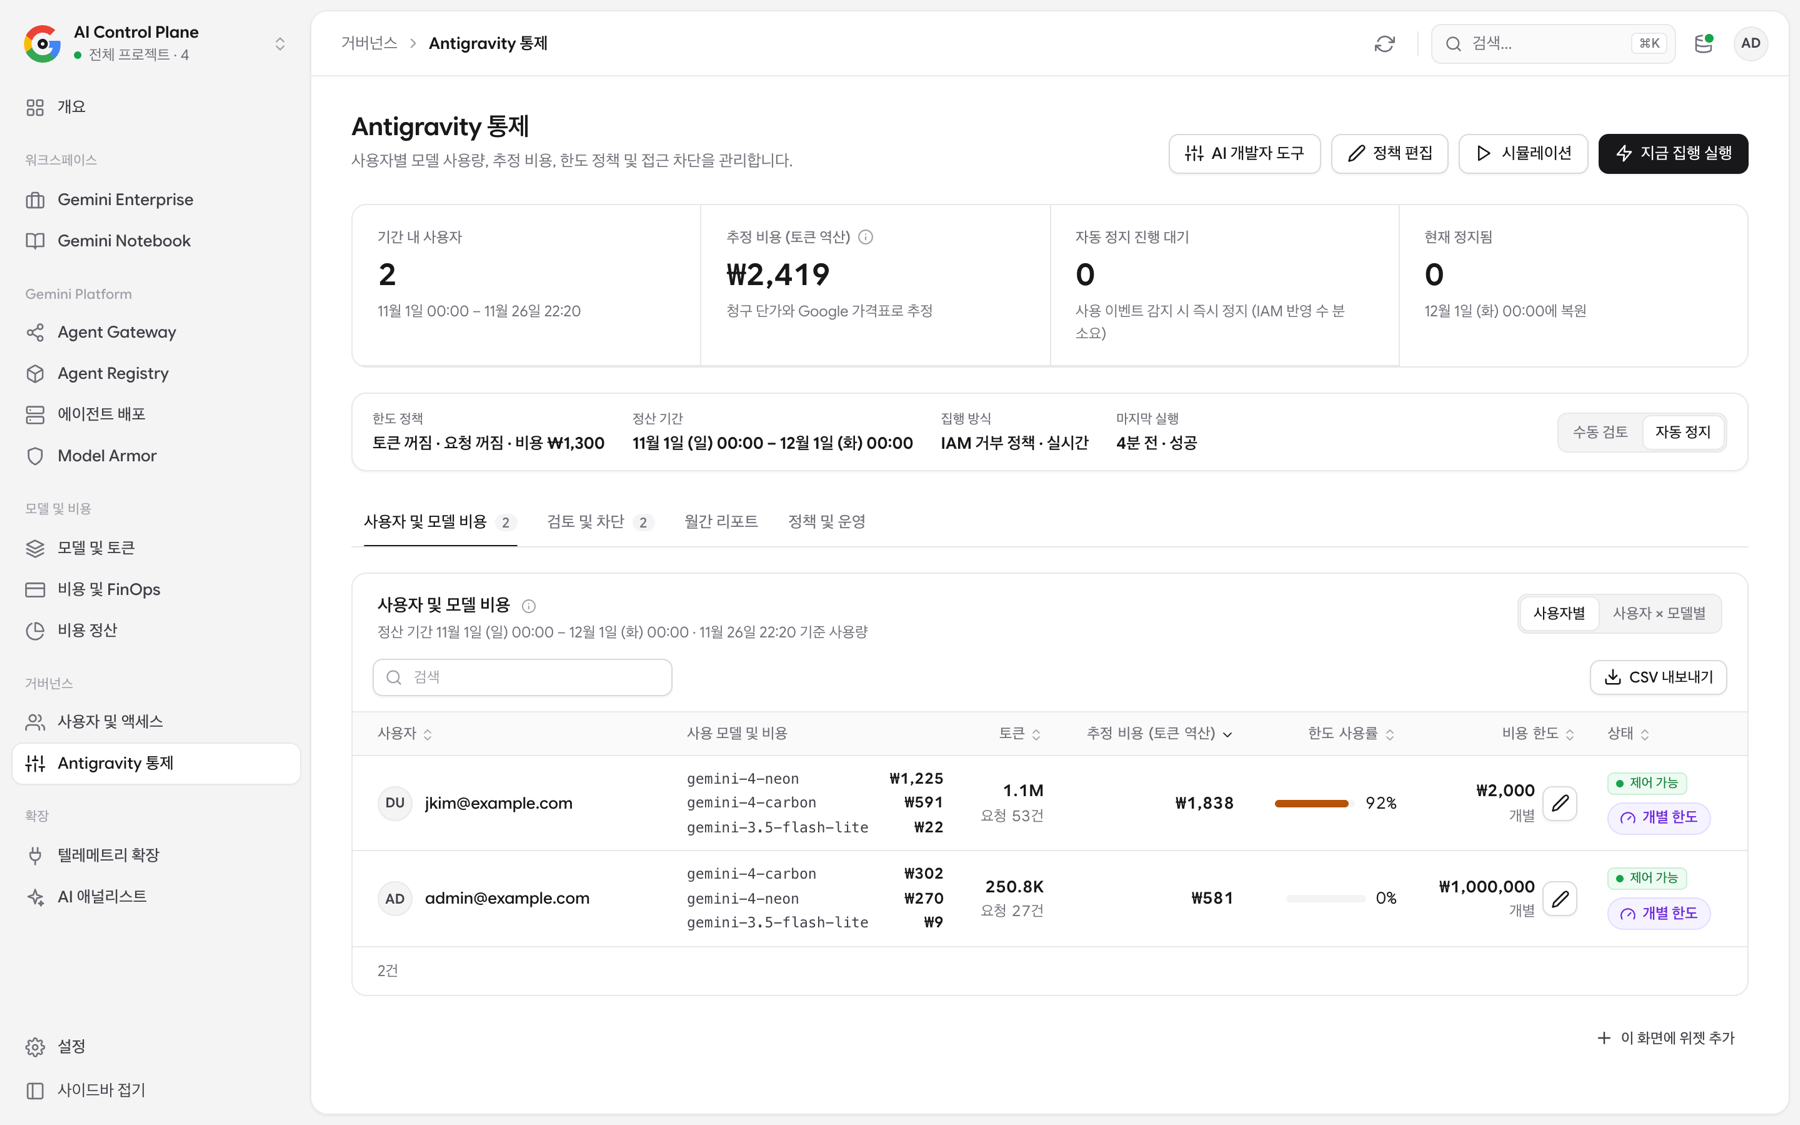 AI Control Plane
전체 프로젝트 · 4
개요
워크스페이스
Gemini Enterprise
Gemini Notebook
Gemini Platform
Agent Gateway
Agent Registry
에이전트 배포
Model Armor
모델 및 비용
모델 및 토큰
비용 및 FinOps
비용 정산
거버넌스
사용자 및 액세스
Antigravity 통제
확장
텔레메트리 확장
AI 애널리스트
설정
사이드바 접기
거버넌스 > Antigravity 통제
검색... ⌘K
AD
Antigravity 통제
사용자별 모델 사용량, 추정 비용, 한도 정책 및 접근 차단을 관리합니다.
AI 개발자 도구
정책 편집
시뮬레이션
지금 집행 실행
기간 내 사용자
2
11월 1일 00:00 – 11월 26일 22:20
추정 비용 (토큰 역산)
₩2,419
청구 단가와 Google 가격표로 추정
자동 정지 진행 대기
0
사용 이벤트 감지 시 즉시 정지 (IAM 반영 수 분
소요)
현재 정지됨
0
12월 1일 (화) 00:00에 복원
한도 정책
토큰 꺼짐 · 요청 꺼짐 · 비용 ₩1,300
정산 기간
11월 1일 (일) 00:00 – 12월 1일 (화) 00:00
집행 방식
IAM 거부 정책 · 실시간
마지막 실행
4분 전 · 성공
수동 검토
자동 정지
사용자 및 모델 비용 2
검토 및 차단 2
월간 리포트
정책 및 운영
사용자 및 모델 비용
정산 기간 11월 1일 (일) 00:00 – 12월 1일 (화) 00:00 · 11월 26일 22:20 기준 사용량
사용자별
사용자 × 모델별
검색
CSV 내보내기
사용자 사용 모델 및 비용 토큰 추정 비용 (토큰 역산) 한도 사용률 비용 한도 상태
DU
jkim@example.com
gemini-4-neon ₩1,225
gemini-4-carbon ₩591
gemini-3.5-flash-lite ₩22
1.1M
요청 53건
₩1,838
92%
₩2,000
개별
제어 가능
개별 한도
AD
admin@example.com
gemini-4-carbon ₩302
gemini-4-neon ₩270
gemini-3.5-flash-lite ₩9
250.8K
요청 27건
₩581
0%
₩1,000,000
개별
제어 가능
개별 한도
2건
이 화면에 위젯 추가